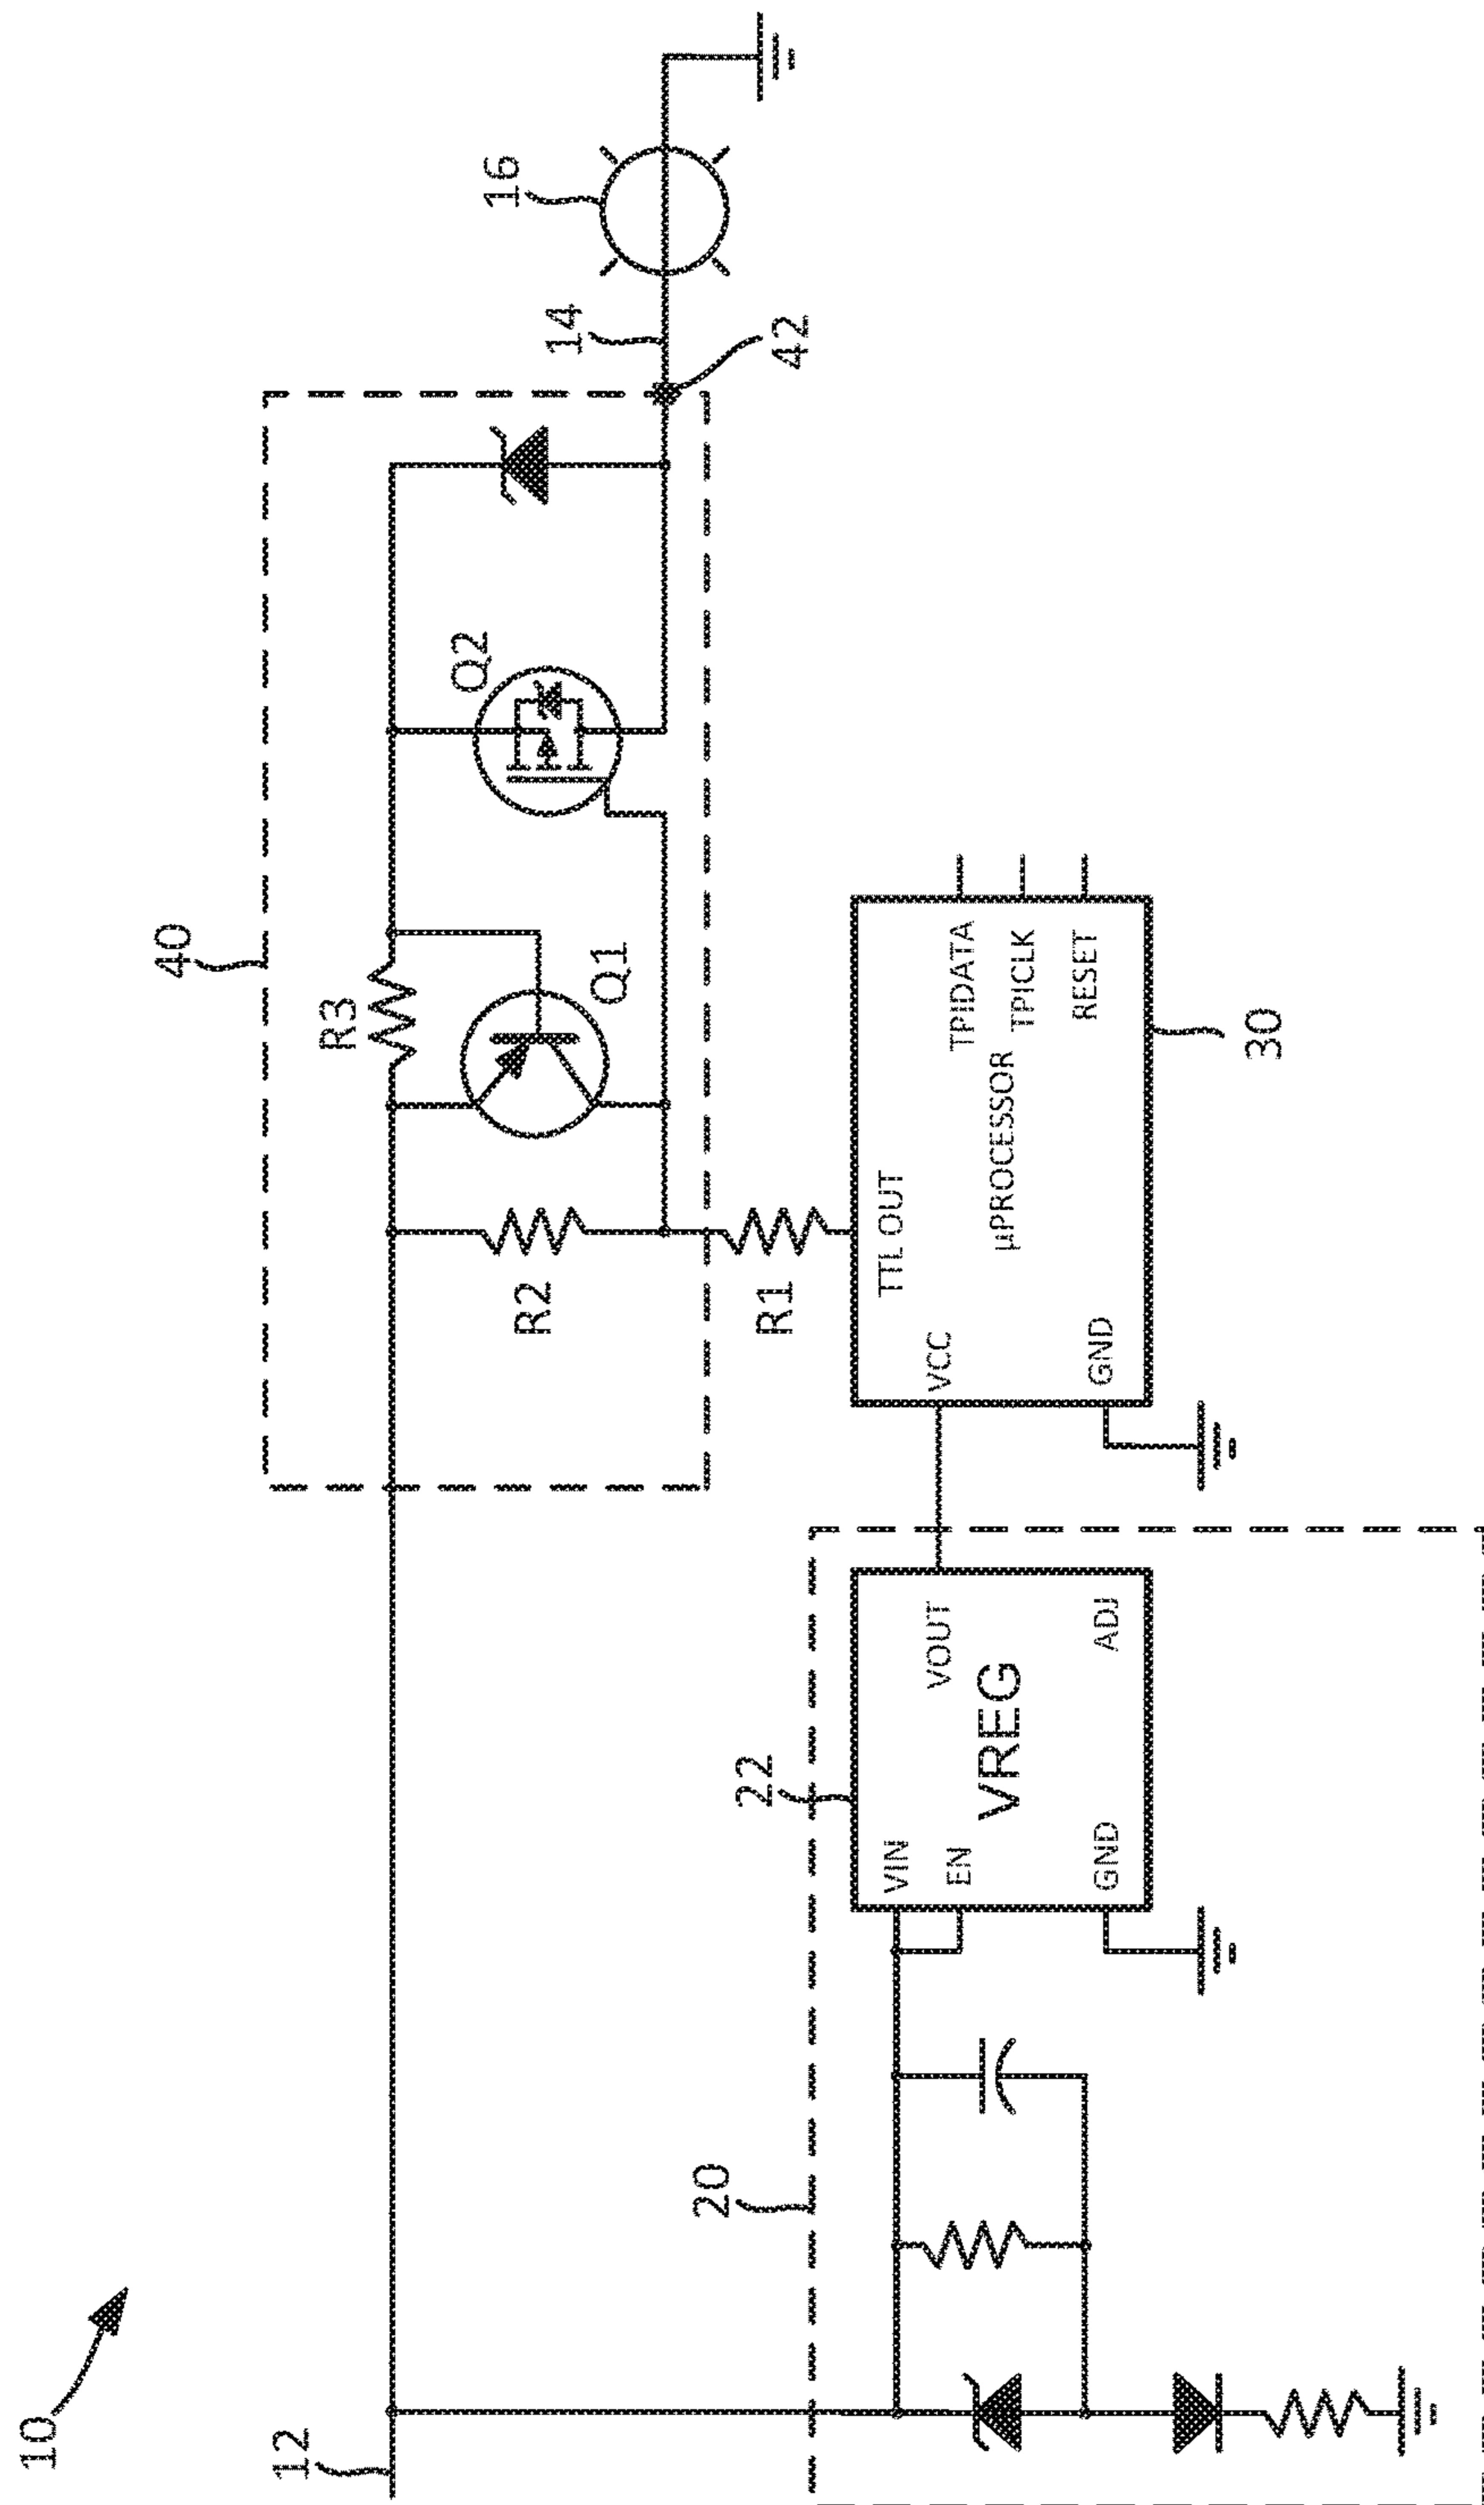 10
12
40
R3
Q1
Q2
R2
R1
14
16
42
20
22
VIN
EN
GND
VREG
VOUT
ADJ
VCC
GND
TTL OUT
µPROCESSOR
TPIDATA
TPICLK
RESET
30